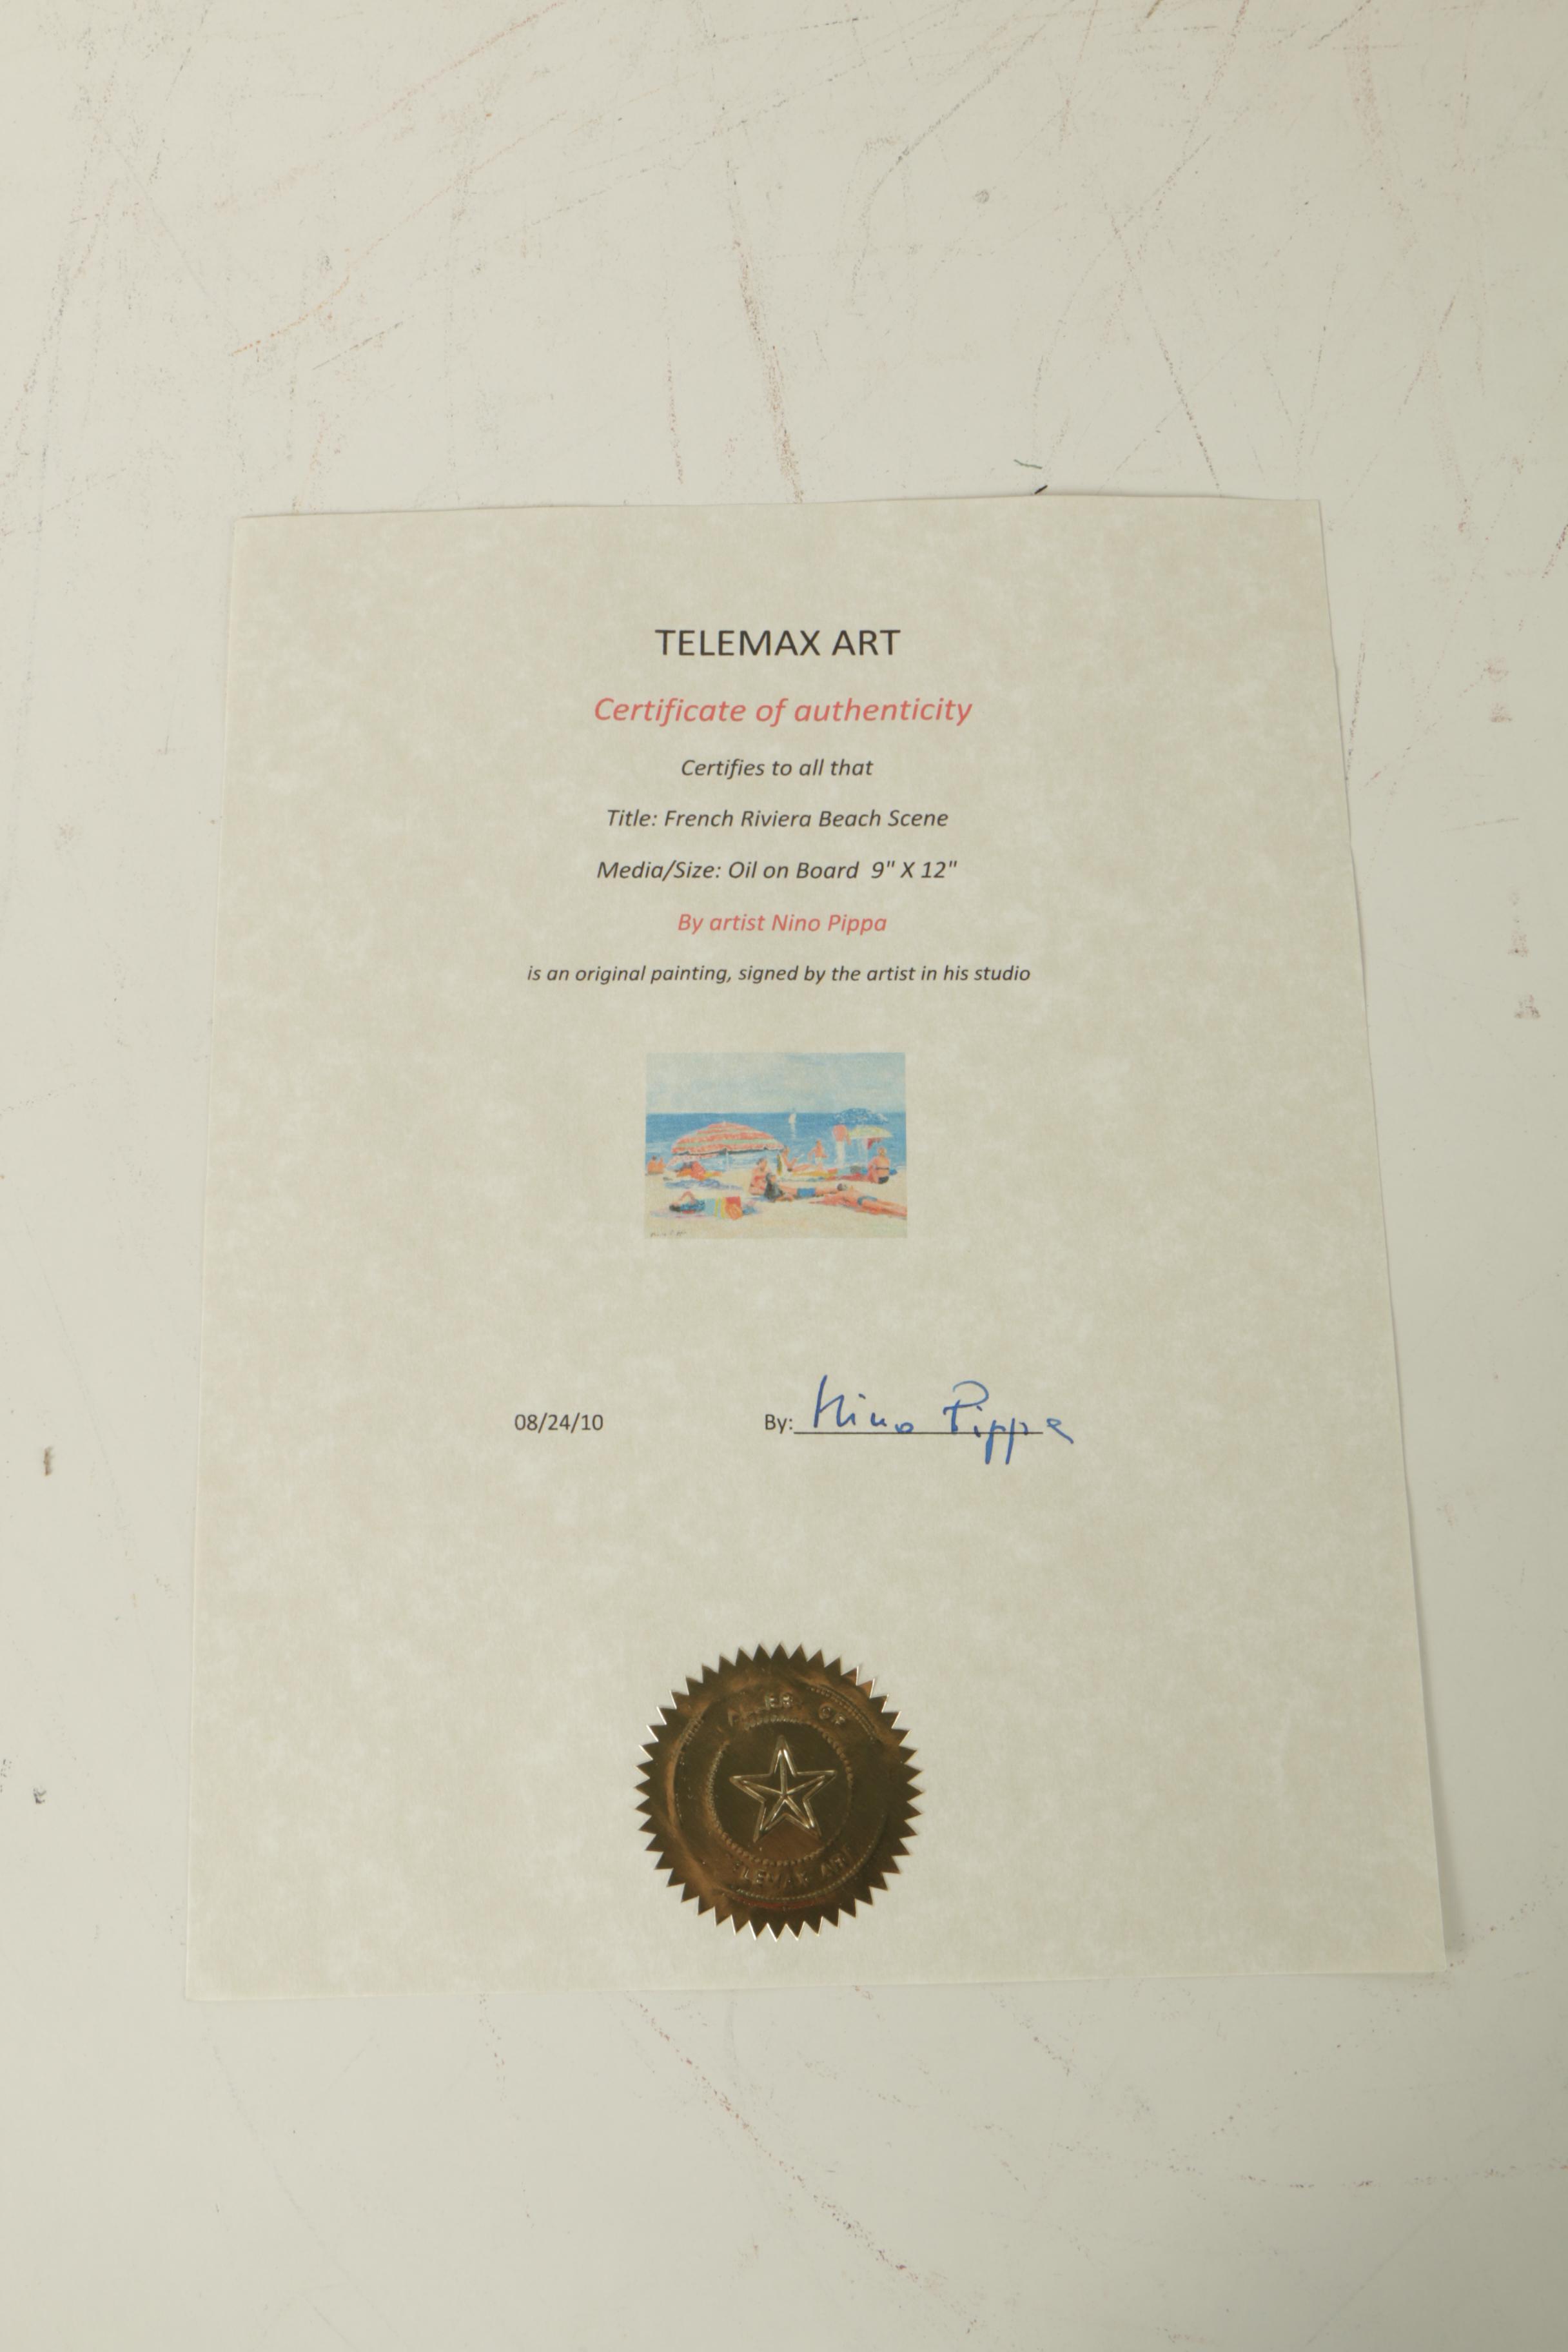 TELEMAX ART
Certificate of authenticity
Certifies to all that
Title: French Riviera Beach Scene
Media/Size: Oil on Board 9" X 12"
By artist Nino Pippa
is an original painting, signed by the artist in his studio
08/24/10 By: Nino Pippa